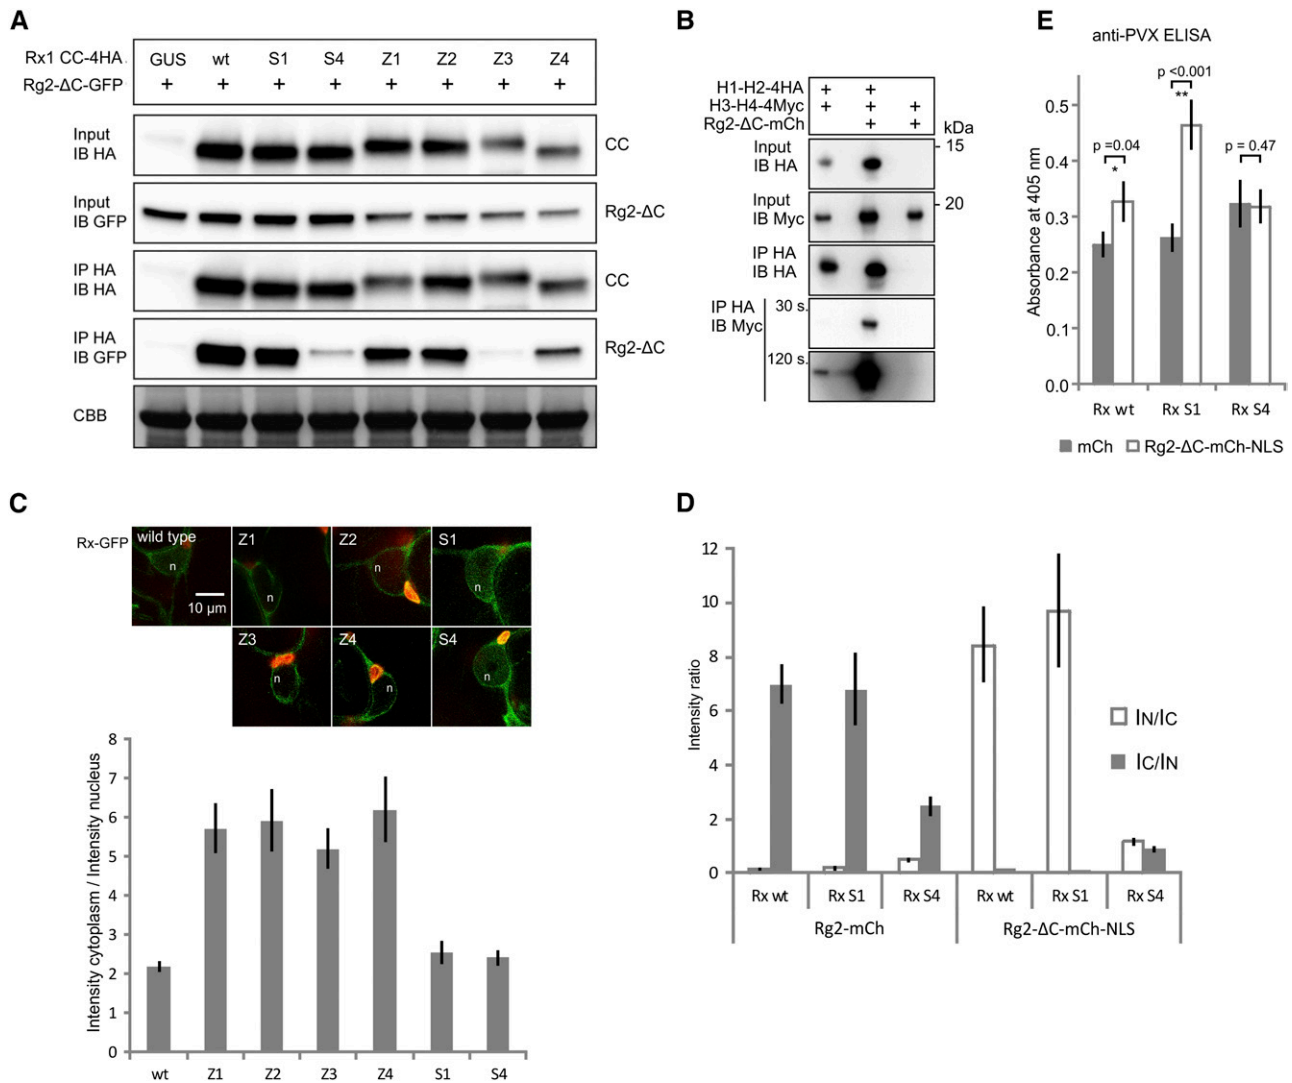 A
Rx1 CC-4HA GUS wt S1 S4 Z1 Z2 Z3 Z4
Rg2-ΔC-GFP + + + + + + + +
Input
IB HA
CC
Input
IB GFP
Rg2-ΔC
IP HA
IB HA
CC
IP HA
IB GFP
Rg2-ΔC
CBB
B
H1-H2-4HA + +
H3-H4-4Myc + + +
Rg2-ΔC-mCh + +
kDa
Input
IB HA
15
Input
IB Myc
20
IP HA
IB HA
IP HA
IB Myc
30 s.
120 s.
E
anti-PVX ELISA
Absorbance at 405 nm
0.5
0.4
0.3
0.2
0.1
0.0
p =0.04
*
p <0.001
**
p = 0.47
Rx wt Rx S1 Rx S4
mCh Rg2-ΔC-mCh-NLS
C
Rx-GFP
wild type
n
10 µm
Z1
n
Z2
n
S1
n
Z3
n
Z4
n
S4
n
Intensity cytoplasm / Intensity nucleus
8
7
6
5
4
3
2
1
0
wt Z1 Z2 Z3 Z4 S1 S4
D
Intensity ratio
12
10
8
6
4
2
0
IN/IC
IC/IN
Rx wt Rx S1 Rx S4 Rx wt Rx S1 Rx S4
Rg2-mCh Rg2-ΔC-mCh-NLS